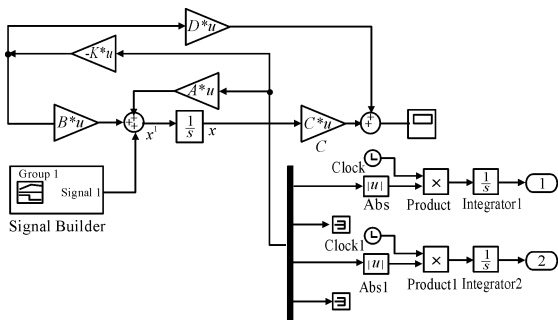 D*u
-K*u
A*u
B*u
+
+
+
x¹
1
s
x
C*u
C
+
+
Group 1
Signal 1
Signal Builder
Clock
|u|
Abs
×
Product
1
s
Integrator1
1
Clock1
|u|
Abs1
×
Product1
1
s
Integrator2
2